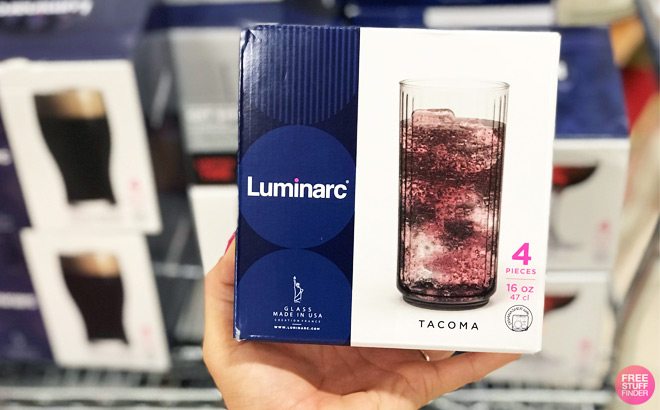 Luminarc®
GLASS
MADE IN USA
CREATION FRANCE
WWW.LUMINARC.COM
4
PIECES
16 oz
47 cl
TACOMA
FREE
STUFF
FINDER